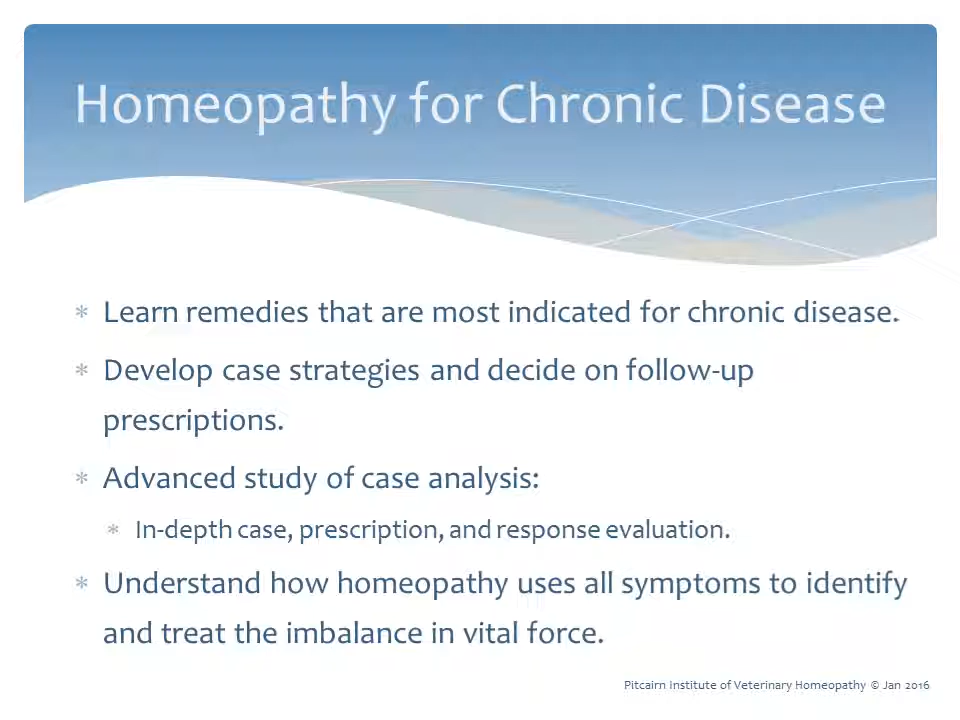 Homeopathy for Chronic Disease
* Learn remedies that are most indicated for chronic disease.
* Develop case strategies and decide on follow-up
prescriptions.
* Advanced study of case analysis:
* In-depth case, prescription, and response evaluation.
* Understand how homeopathy uses all symptoms to identify
and treat the imbalance in vital force.
Pitcairn Institute of Veterinary Homeopathy © Jan 2016